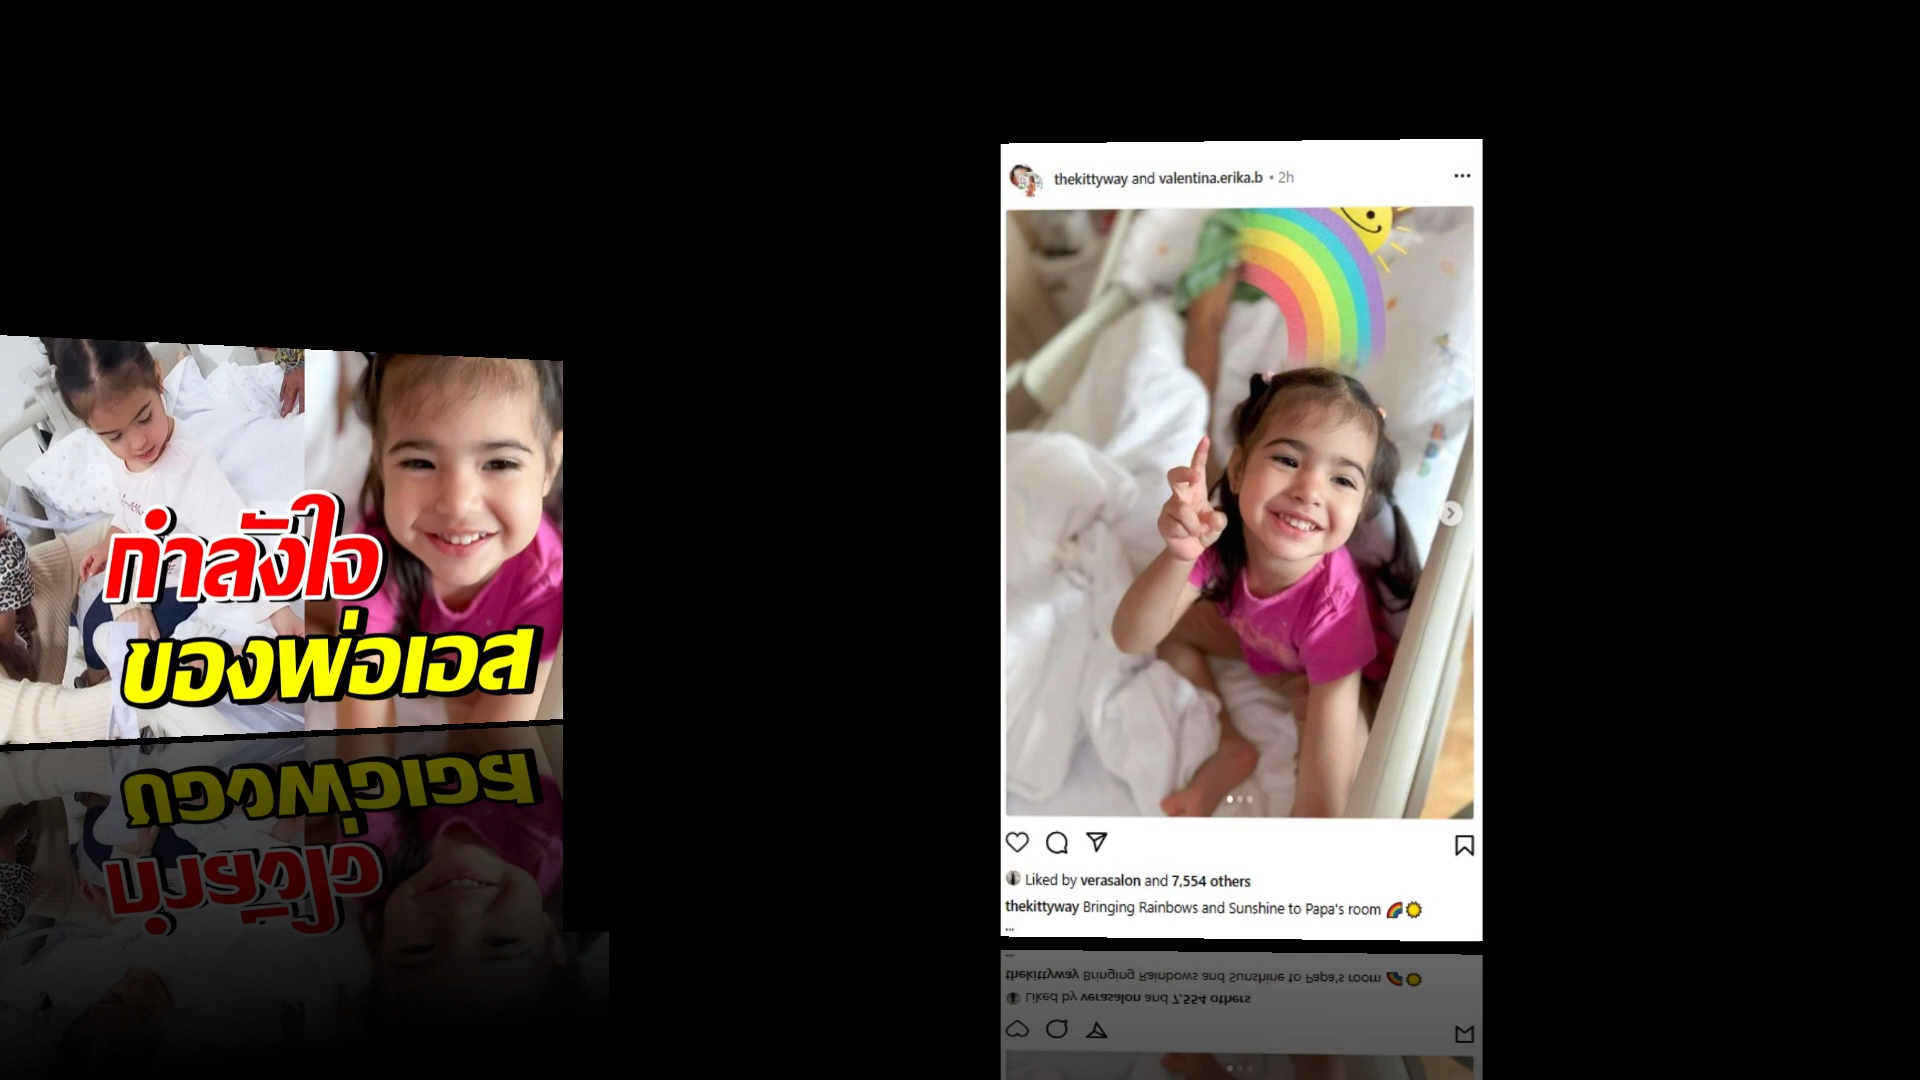 กำลังใจ
ของพ่อเอส
thekittyway and valentina.erika.b • 2h
Liked by verasalon and 7,554 others
thekittyway Bringing Rainbows and Sunshine to Papa's room 🌈🌞
...